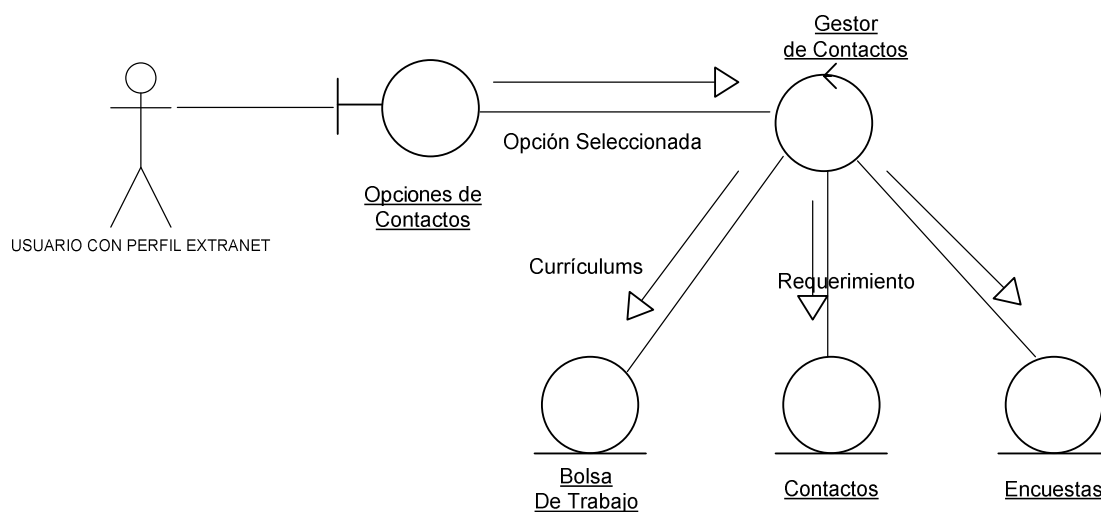 Gestor
de Contactos
Opción Seleccionada
Opciones de
Contactos
USUARIO CON PERFIL EXTRANET
Currículums
Requerimiento
Bolsa
De Trabajo
Contactos
Encuestas